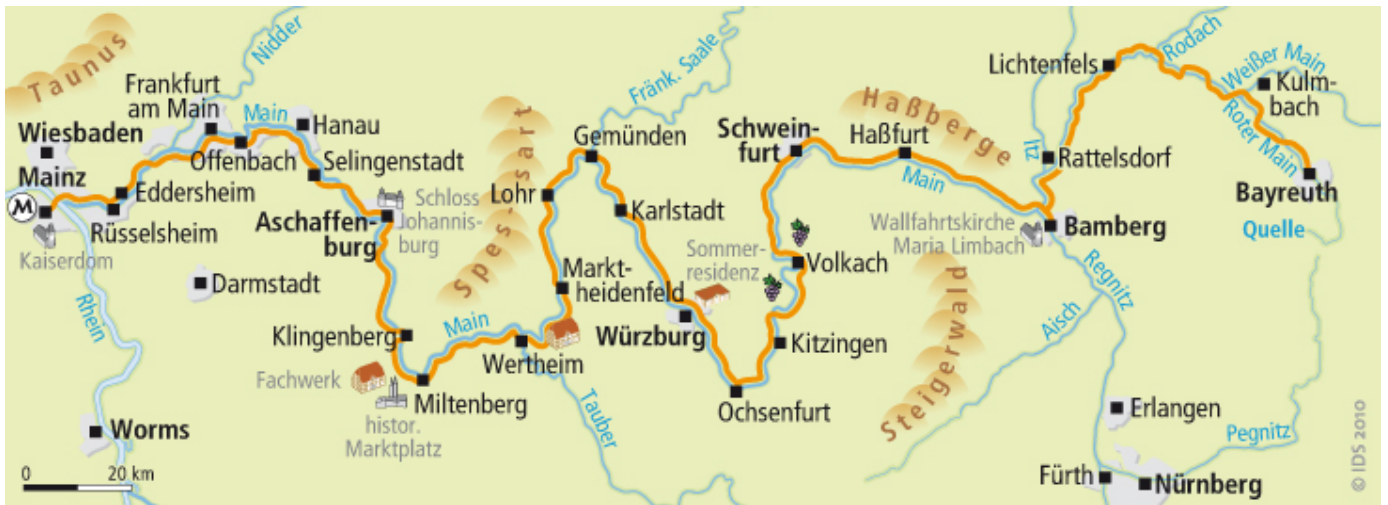 Taunus
Nidder
Frankfurt
am Main
Main
Hanau
Wiesbaden
Mainz
M
Offenbach
Selingenstadt
Eddersheim
Rüsselsheim
Kaiserdom
Rhein
Darmstadt
Worms
0 20 km
Aschaffen-
burg
Schloss
Johannis-
burg
Klingenberg
Fachwerk
Miltenberg
histor.
Marktplatz
Main
Spessart
Wertheim
Tauber
Markt-
heidenfeld
Lohr
Gemünden
Fränk. Saale
Karlstadt
Sommer-
residenz
Würzburg
Ochsenfurt
Kitzingen
Volkach
Schwein-
furt
Haßfurt
Haßberge
Main
Steigerwald
Wallfahrtskirche
Maria Limbach
Bamberg
Rattelsdorf
Itz
Lichtenfels
Rodach
Weißer Main
Kulm-
bach
Roter Main
Bayreuth
Quelle
Regnitz
Aisch
Erlangen
Pegnitz
Fürth
Nürnberg
© IDS 2010